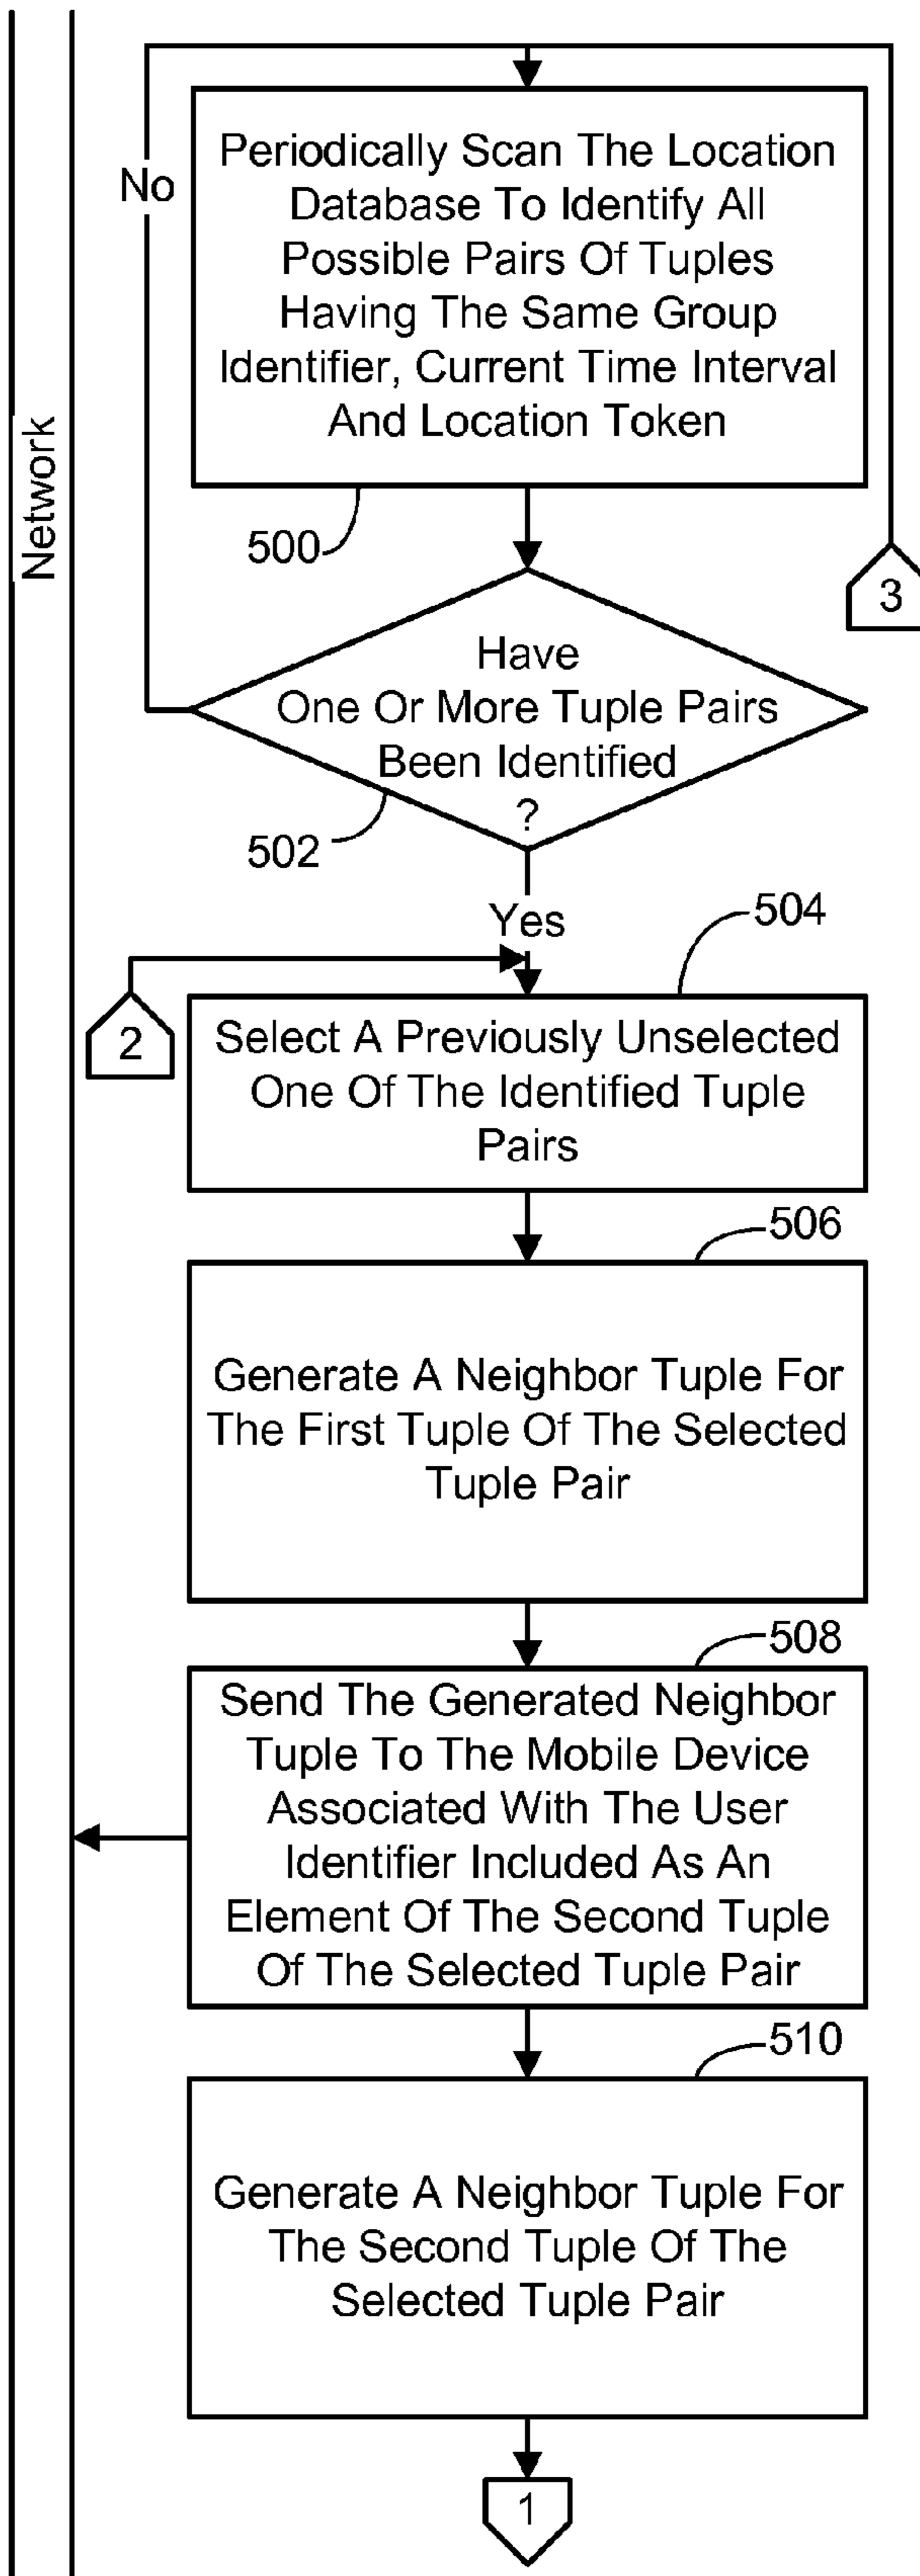 Network
No
Periodically Scan The Location
Database To Identify All
Possible Pairs Of Tuples
Having The Same Group
Identifier, Current Time Interval
And Location Token
500
3
Have
One Or More Tuple Pairs
Been Identified
?
502
Yes
504
2
Select A Previously Unselected
One Of The Identified Tuple
Pairs
506
Generate A Neighbor Tuple For
The First Tuple Of The Selected
Tuple Pair
508
Send The Generated Neighbor
Tuple To The Mobile Device
Associated With The User
Identifier Included As An
Element Of The Second Tuple
Of The Selected Tuple Pair
510
Generate A Neighbor Tuple For
The Second Tuple Of The
Selected Tuple Pair
1